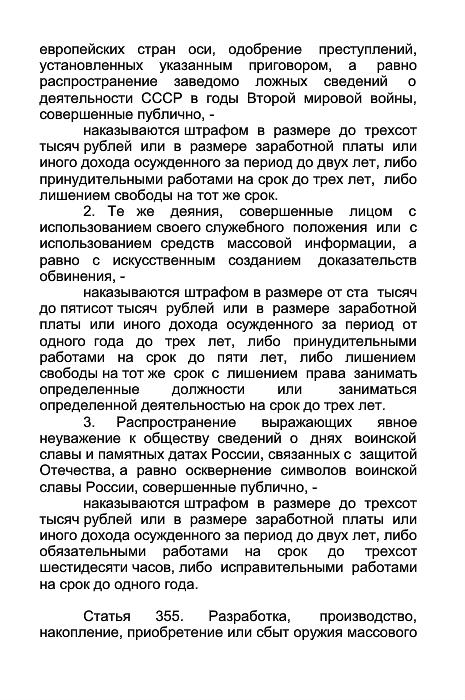 европейских стран оси, одобрение преступлений,
установленных указанным приговором, а равно
распространение заведомо ложных сведений о
деятельности СССР в годы Второй мировой войны,
совершенные публично, -
наказываются штрафом в размере до трехсот
тысяч рублей или в размере заработной платы или
иного дохода осужденного за период до двух лет, либо
принудительными работами на срок до трех лет, либо
лишением свободы на тот же срок.
2. Те же деяния, совершенные лицом с
использованием своего служебного положения или с
использованием средств массовой информации, а
равно с искусственным созданием доказательств
обвинения, -
наказываются штрафом в размере от ста тысяч
до пятисот тысяч рублей или в размере заработной
платы или иного дохода осужденного за период от
одного года до трех лет, либо принудительными
работами на срок до пяти лет, либо лишением
свободы на тот же срок с лишением права занимать
определенные должности или заниматься
определенной деятельностью на срок до трех лет.
3. Распространение выражающих явное
неуважение к обществу сведений о днях воинской
славы и памятных датах России, связанных с защитой
Отечества, а равно осквернение символов воинской
славы России, совершенные публично, -
наказываются штрафом в размере до трехсот
тысяч рублей или в размере заработной платы или
иного дохода осужденного за период до двух лет, либо
обязательными работами на срок до трехсот
шестидесяти часов, либо исправительными работами
на срок до одного года.
Статья 355. Разработка, производство,
накопление, приобретение или сбыт оружия массового